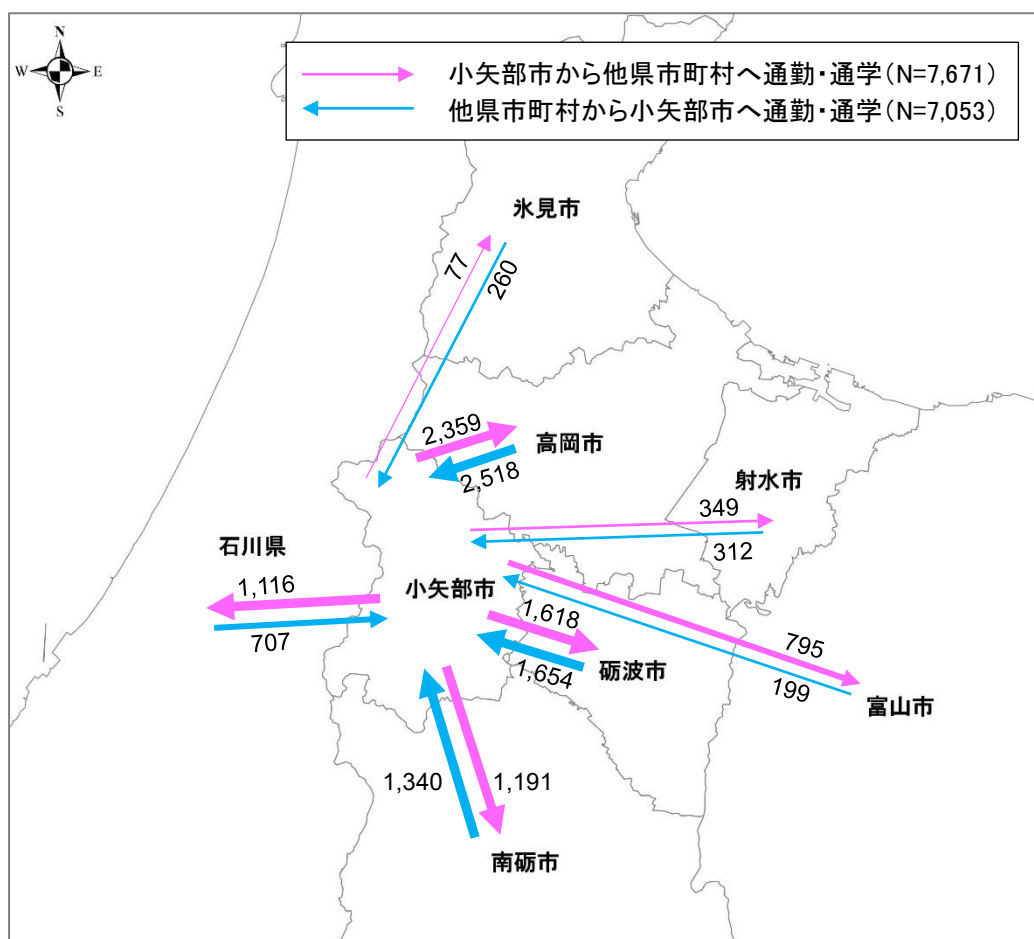 N
W E
S
小矢部市から他県市町村へ通勤・通学(N=7,671)
他県市町村から小矢部市へ通勤・通学(N=7,053)
氷見市
77
260
2,359
高岡市
2,518
射水市
349
312
石川県
1,116
707
小矢部市
1,618
1,654
砺波市
795
199
富山市
1,340
1,191
南砺市